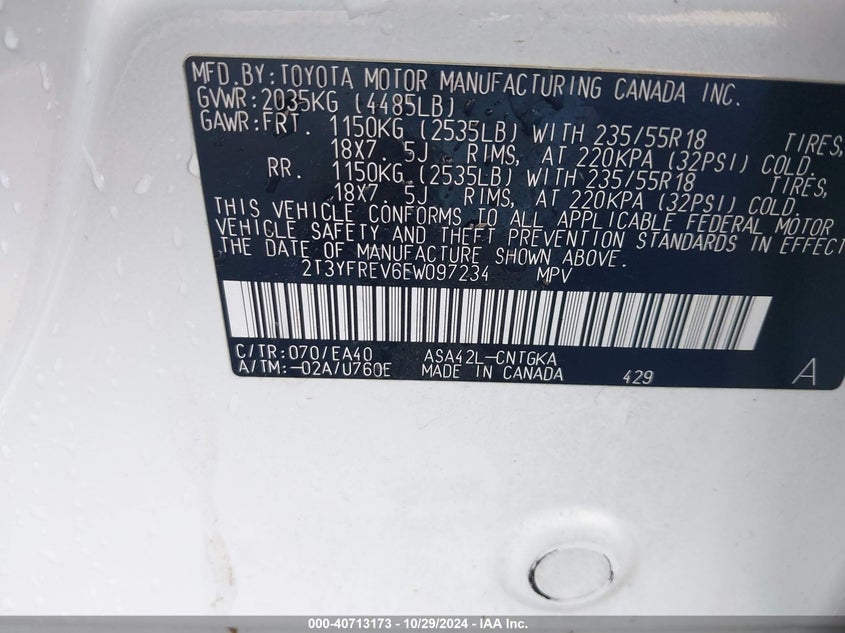 MFD.BY:TOYOTA MOTOR MANUFACTURING CANADA INC.
GVWR:2035KG (4485LB)
GAWR:FRT. 1150KG (2535LB) WITH 235/55R18 TIRES,
18X7. 5J RIMS, AT 220KPA (32PSI) COLD.
RR. 1150KG (2535LB) WITH 235/55R18 TIRES,
18X7. 5J RIMS, AT 220KPA (32PSI) COLD.
THIS VEHICLE CONFORMS TO ALL APPLICABLE FEDERAL MOTOR
VEHICLE SAFETY AND THEFT PREVENTION STANDARDS IN EFFECT
THE DATE OF MANUFACTURE SHOWN ABOVE.
2T3YFREV6EW097234 MPV
C/TR:070/EA40 ASA42L-CNTGKA
A/TM:-02A/U760E MADE IN CANADA 429 A
000-40713173 - 10/29/2024 - IAA Inc.